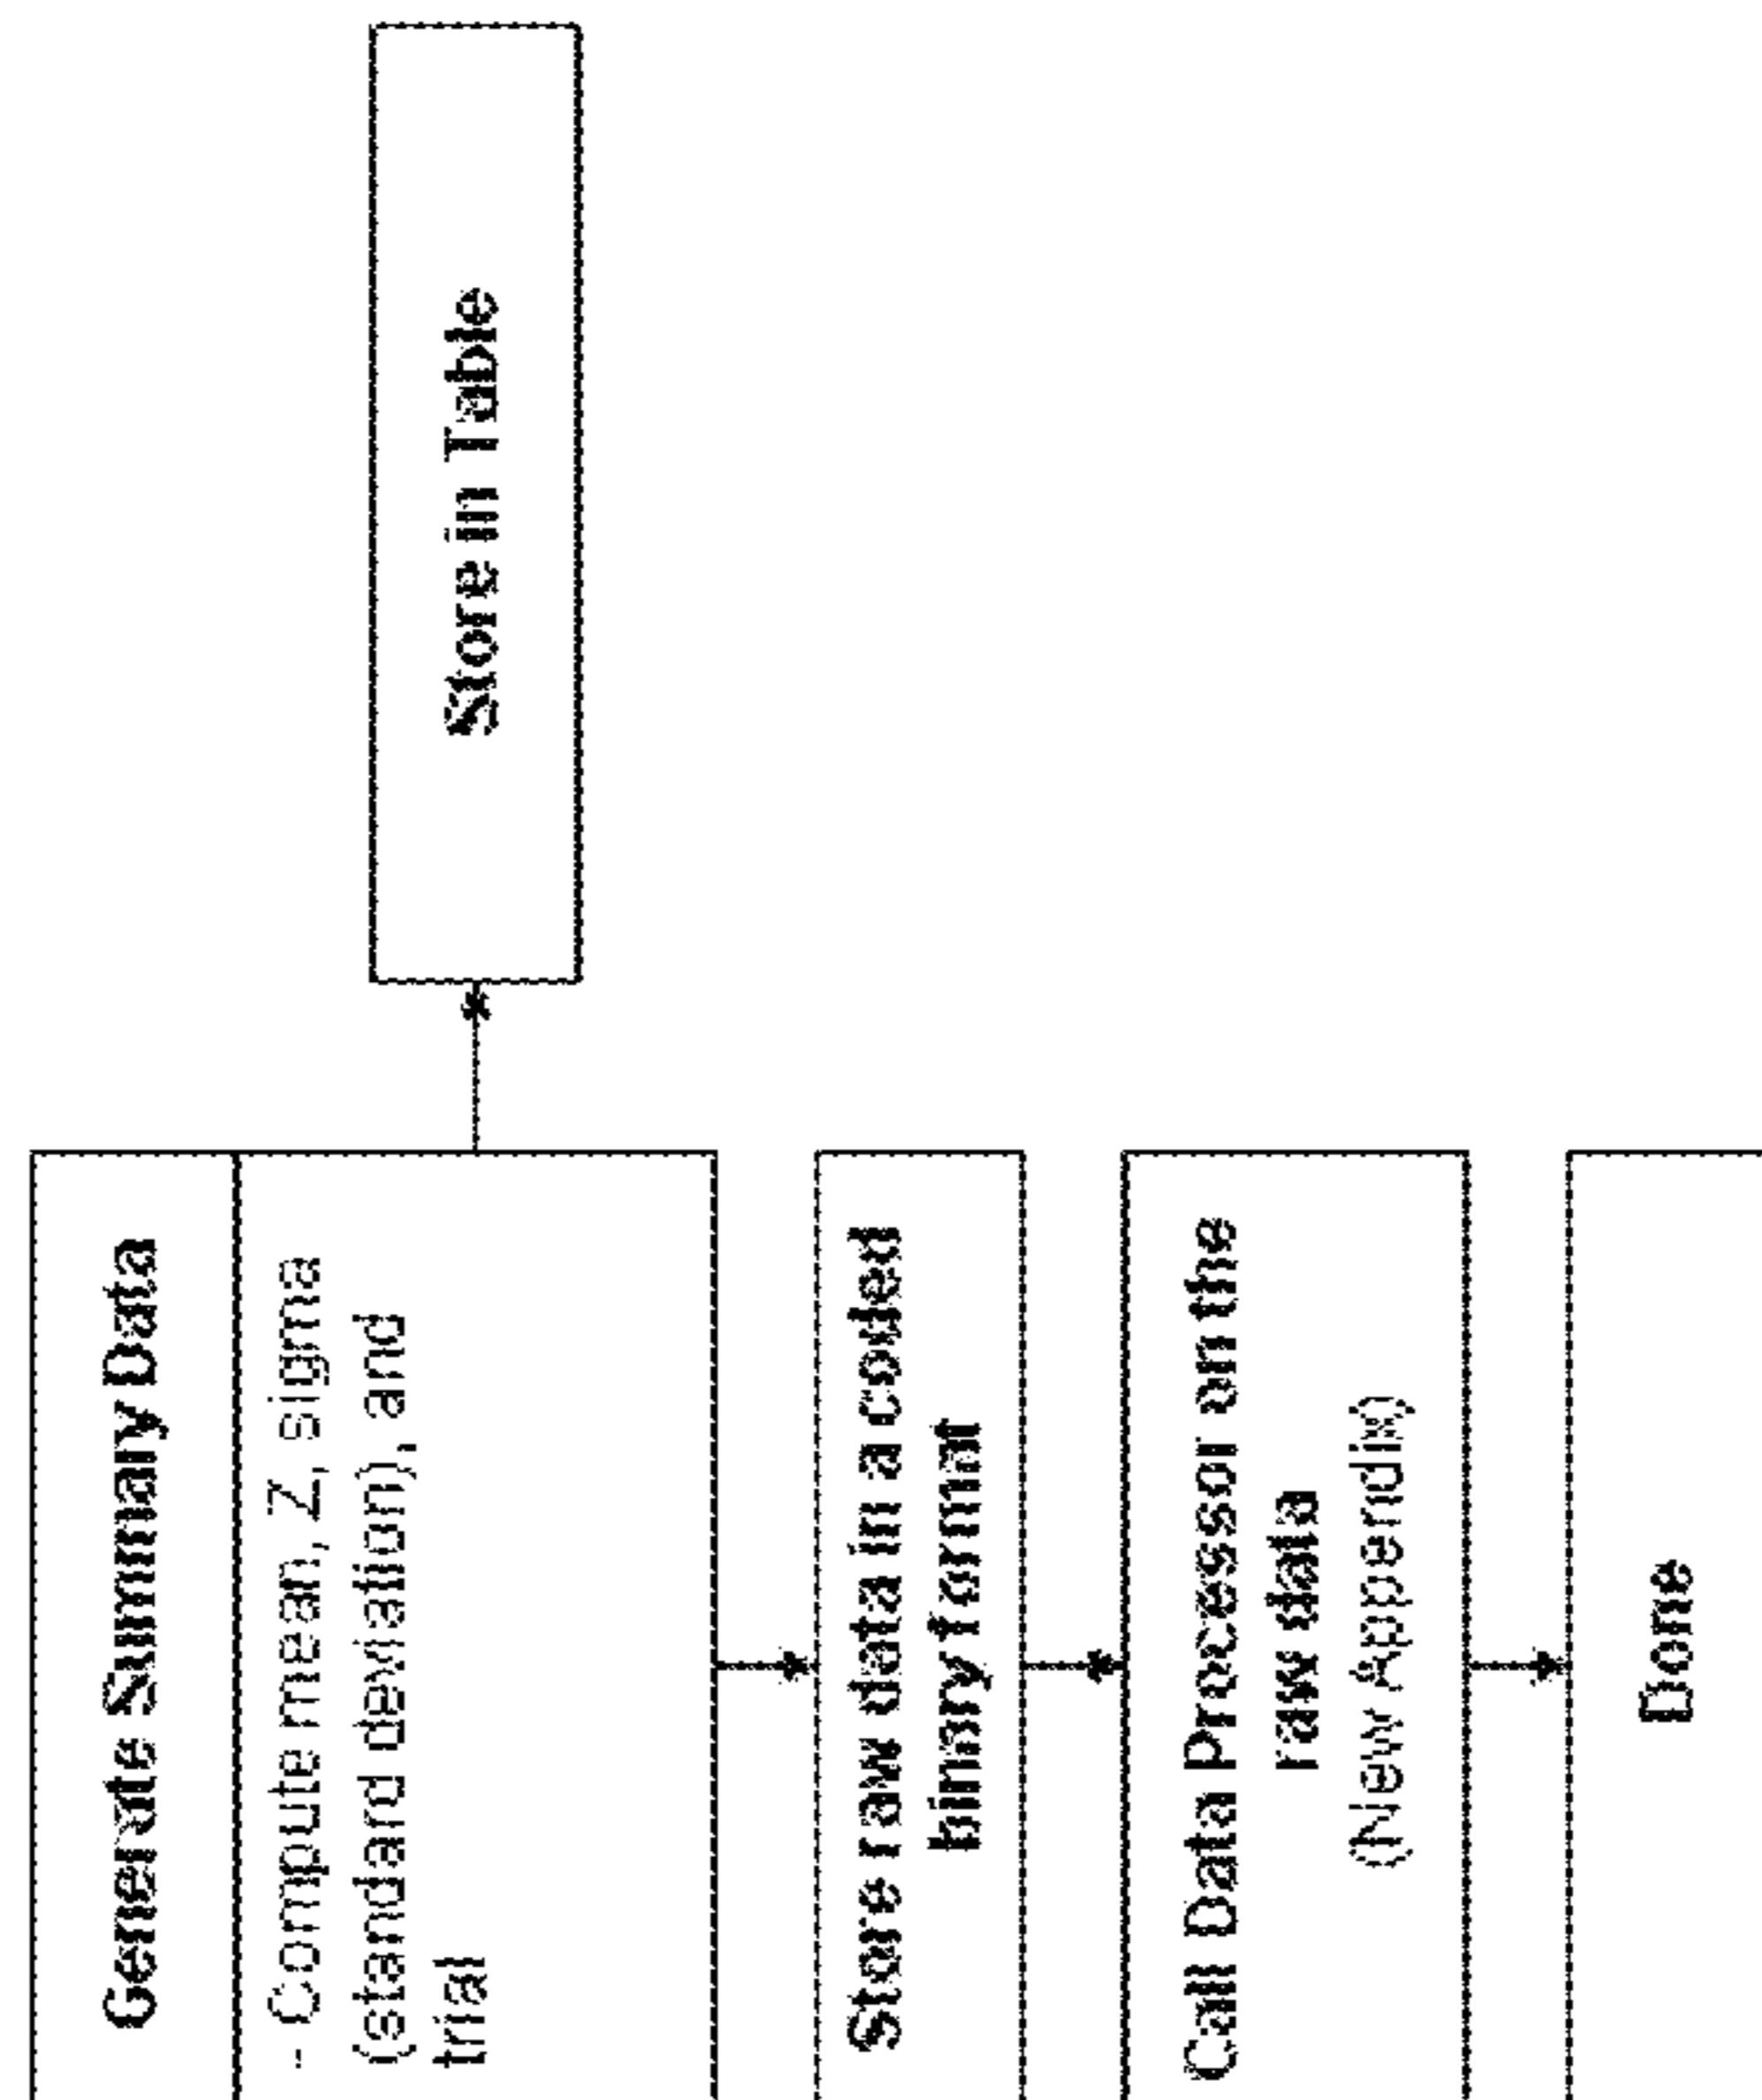 Generate Summary Data
- Compute mean, Z, sigma
(standard deviation), and
trial
Store in Table
Store raw data in a coded
binary format
Call Data Processor on the
raw data
(New Appendix)
Done